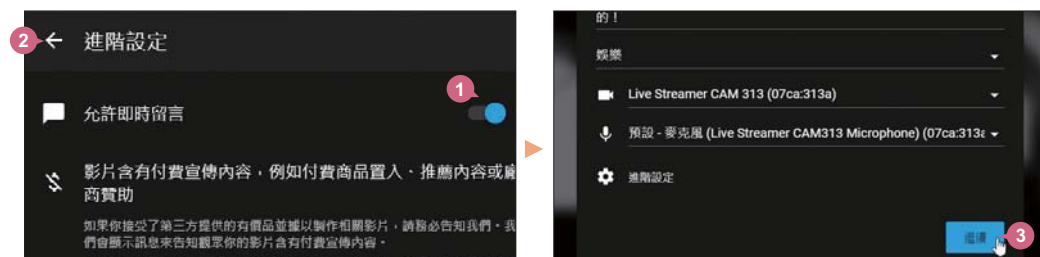 2
進階設定
1
允許即時留言
影片含有付費宣傳內容，例如付費商品置入、推薦內容或廠
商贊助
如果你接受了第三方提供的有價品並據以製作相關影片，請務必告知我們。我
們會顯示訊息來告知觀眾你的影片含有付費宣傳內容。
的！
娛樂
Live Streamer CAM 313 (07ca:313a)
預設 - 麥克風 (Live Streamer CAM313 Microphone) (07ca:313a
進階設定
繼續
3